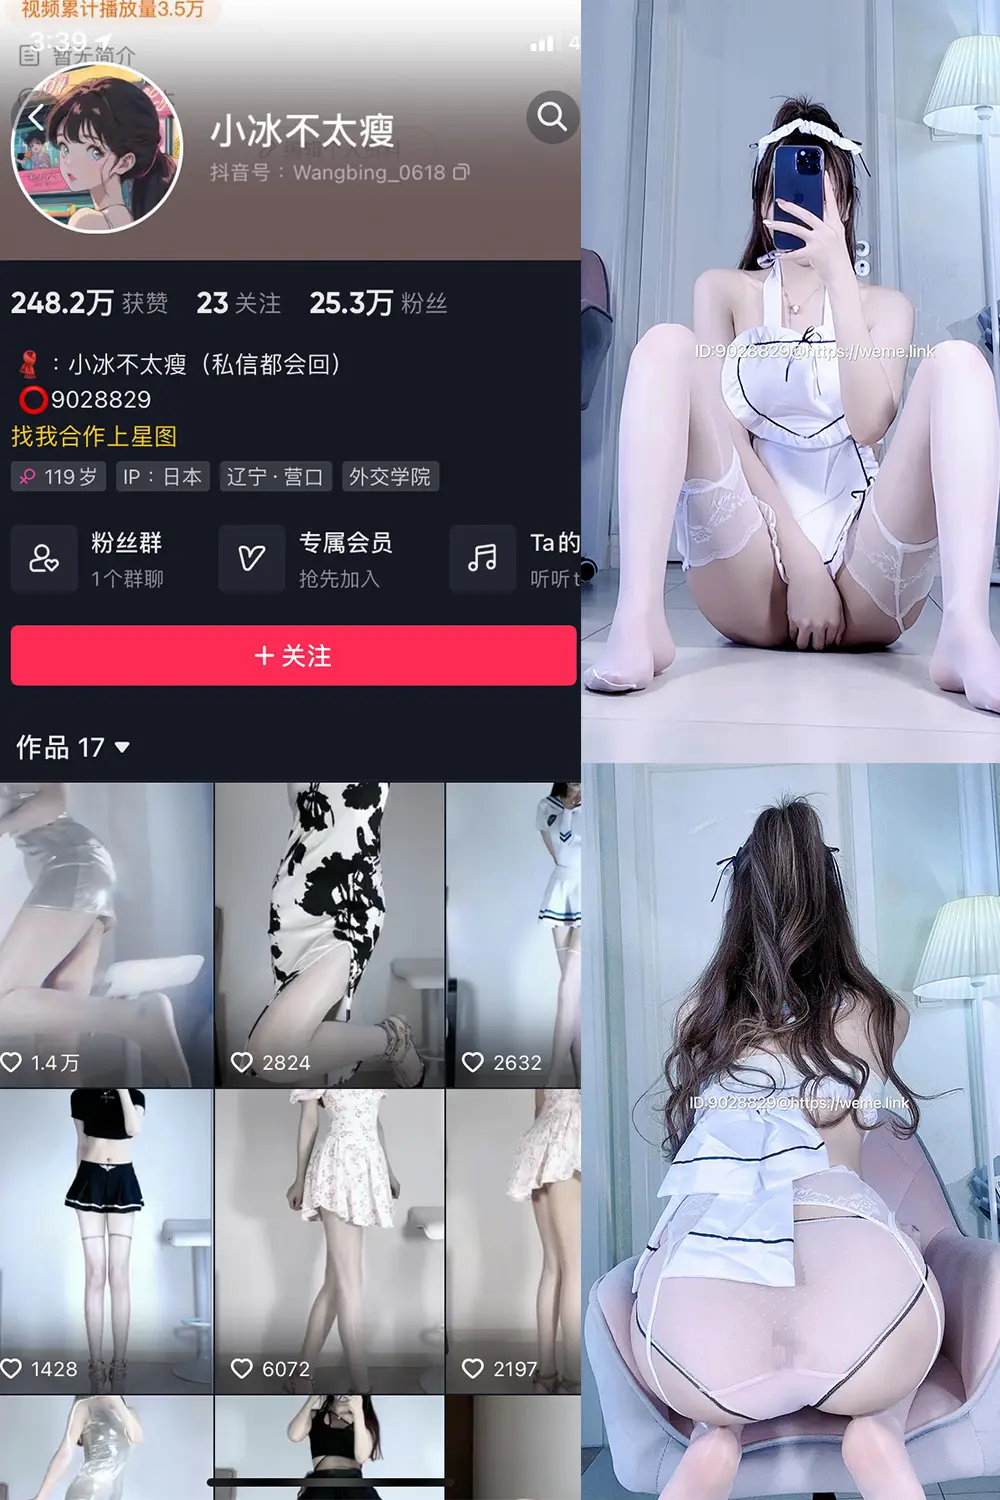 视频累计播放量3.5万
3:39
4
暂无简介
小冰不太瘦
抖音号：Wangbing_0618
248.2万 获赞 23 关注 25.3万 粉丝
：小冰不太瘦（私信都会回）
9028829
找我合作上星图
119岁 IP：日本 辽宁·营口 外交学院
粉丝群
1个群聊
专属会员
抢先加入
Ta的
听听t
+ 关注
作品 17
1.4万 2824 2632
1428 6072 2197
ID:9028829@https://weme.link
ID:9028829@https://weme.link